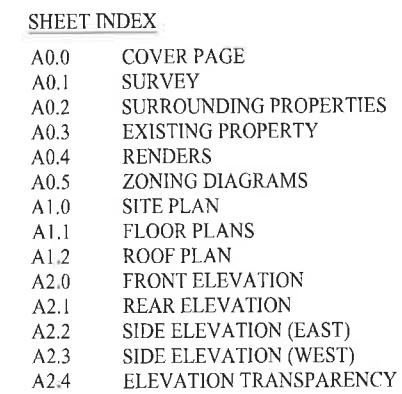 SHEET INDEX
A0.0 COVER PAGE
A0.1 SURVEY
A0.2 SURROUNDING PROPERTIES
A0.3 EXISTING PROPERTY
A0.4 RENDERS
A0.5 ZONING DIAGRAMS
A1.0 SITE PLAN
A1.1 FLOOR PLANS
A1.2 ROOF PLAN
A2.0 FRONT ELEVATION
A2.1 REAR ELEVATION
A2.2 SIDE ELEVATION (EAST)
A2.3 SIDE ELEVATION (WEST)
A2.4 ELEVATION TRANSPARENCY